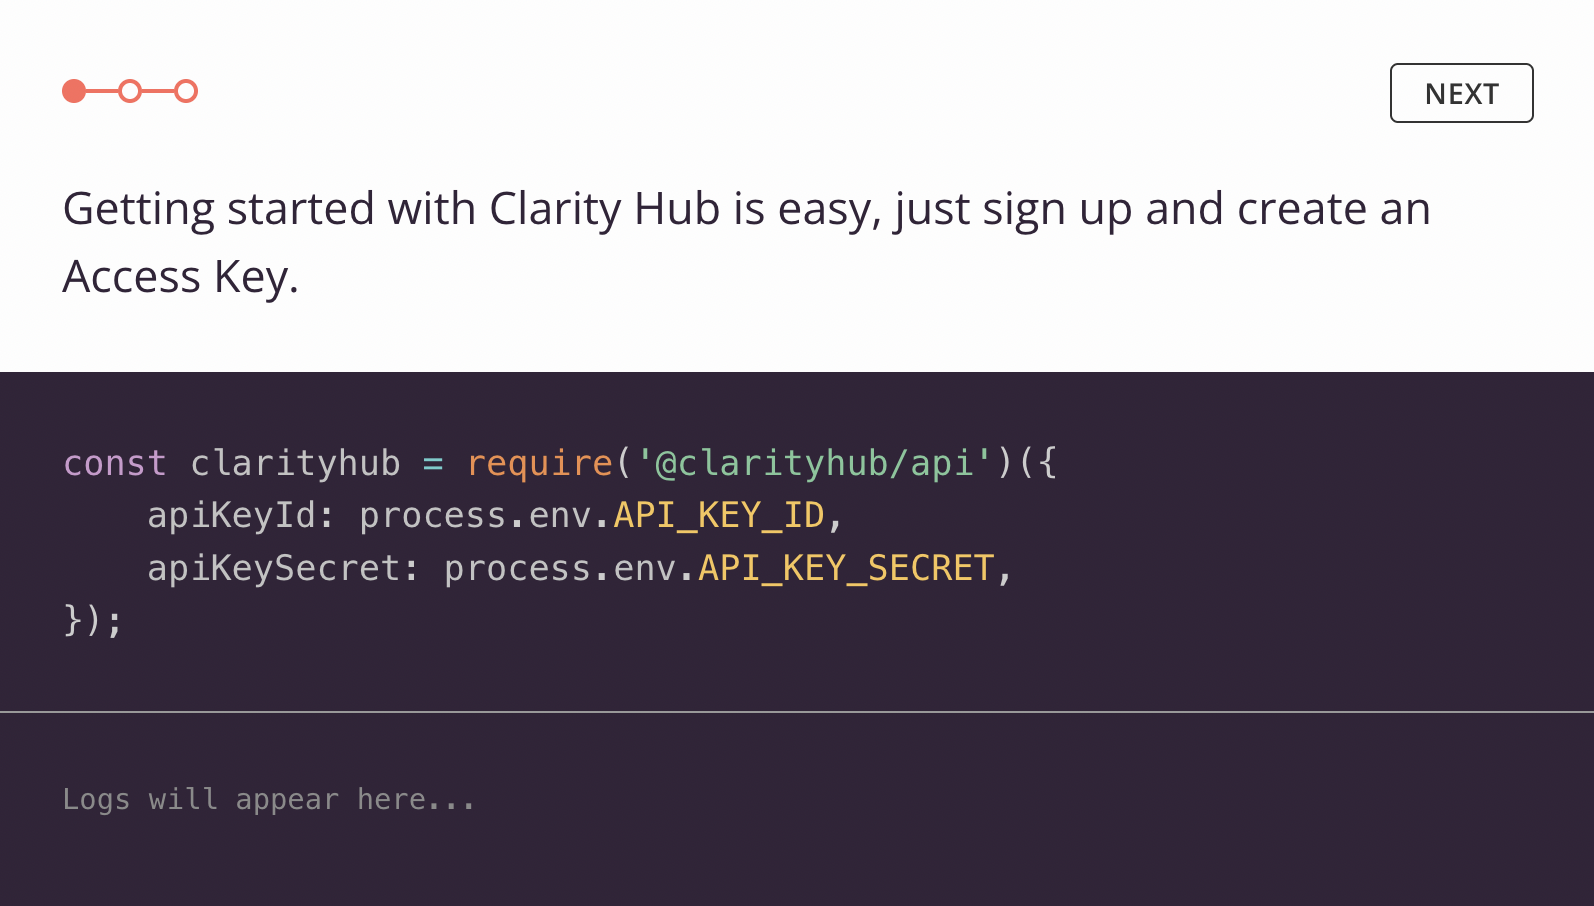 NEXT
Getting started with Clarity Hub is easy, just sign up and create an
Access Key.
const clarityhub = require('@clarityhub/api')({
    apiKeyId: process.env.API_KEY_ID,
    apiKeySecret: process.env.API_KEY_SECRET,
});
Logs will appear here...